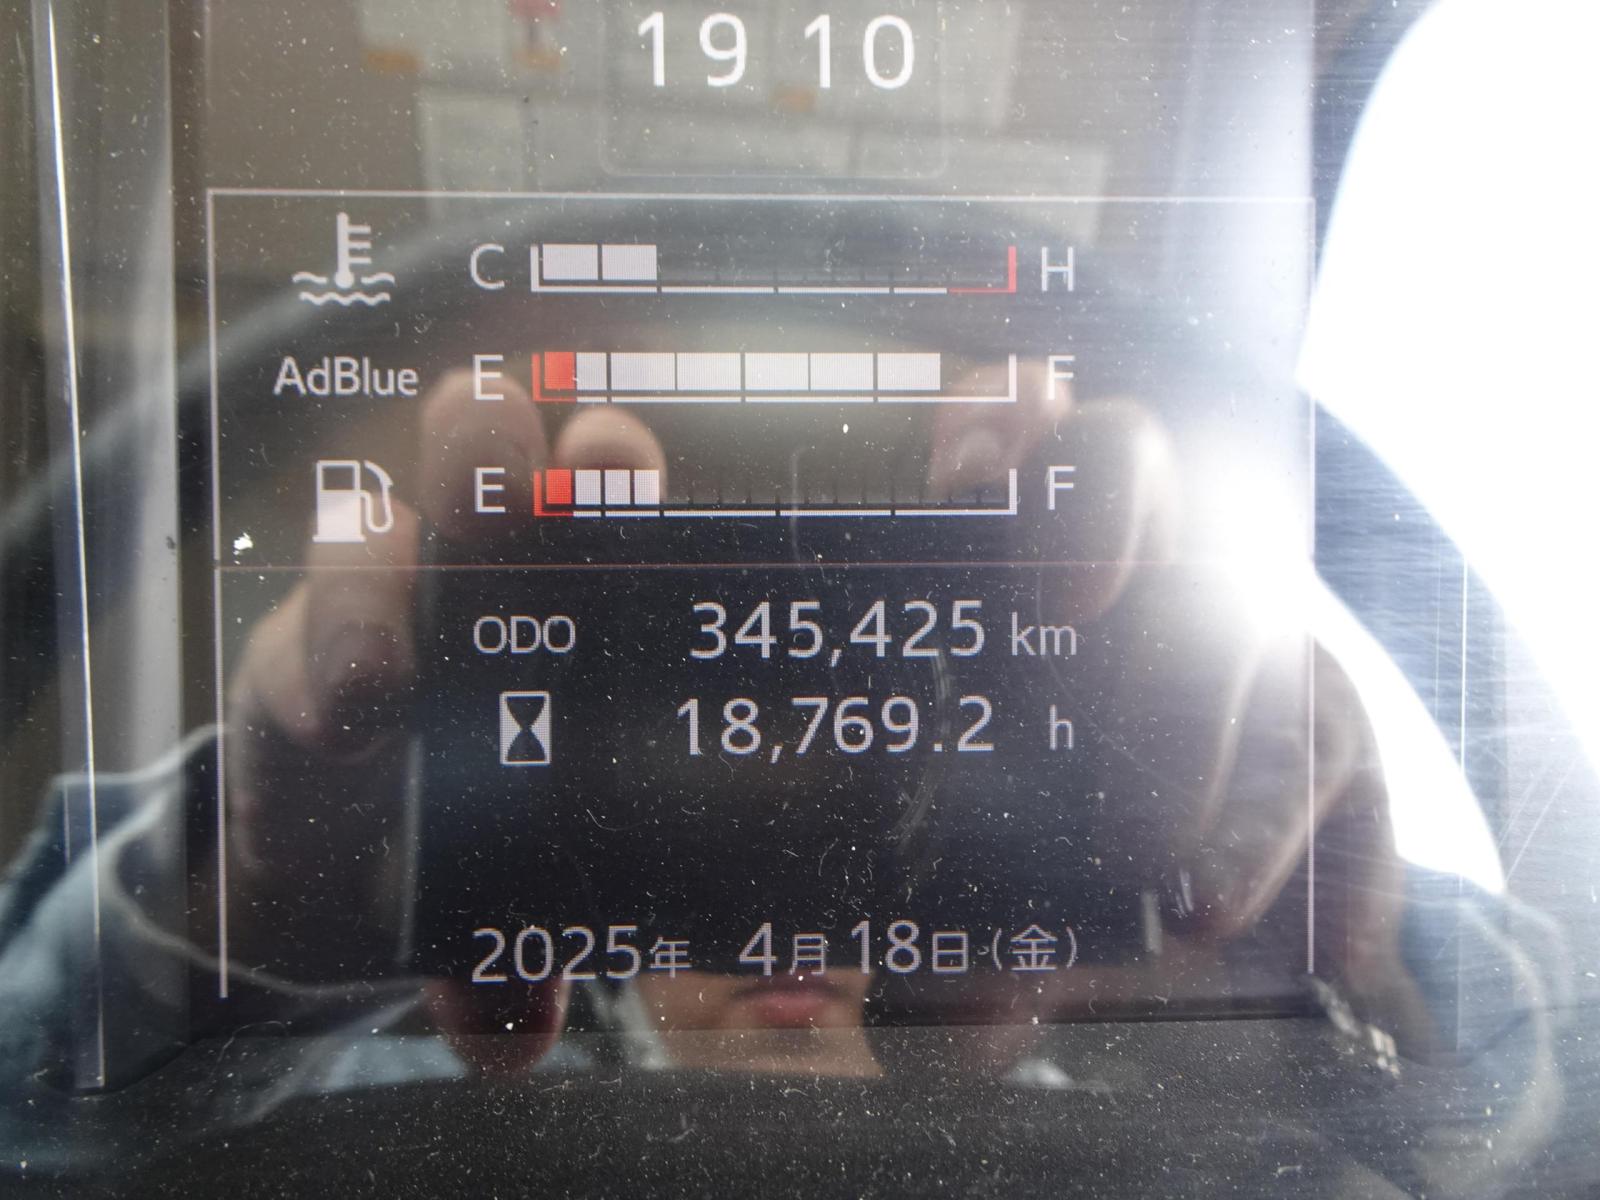 19 10
C H
AdBlue E F
E F
ODO 345,425 km
18,769.2 h
2025年 4月18日(金)